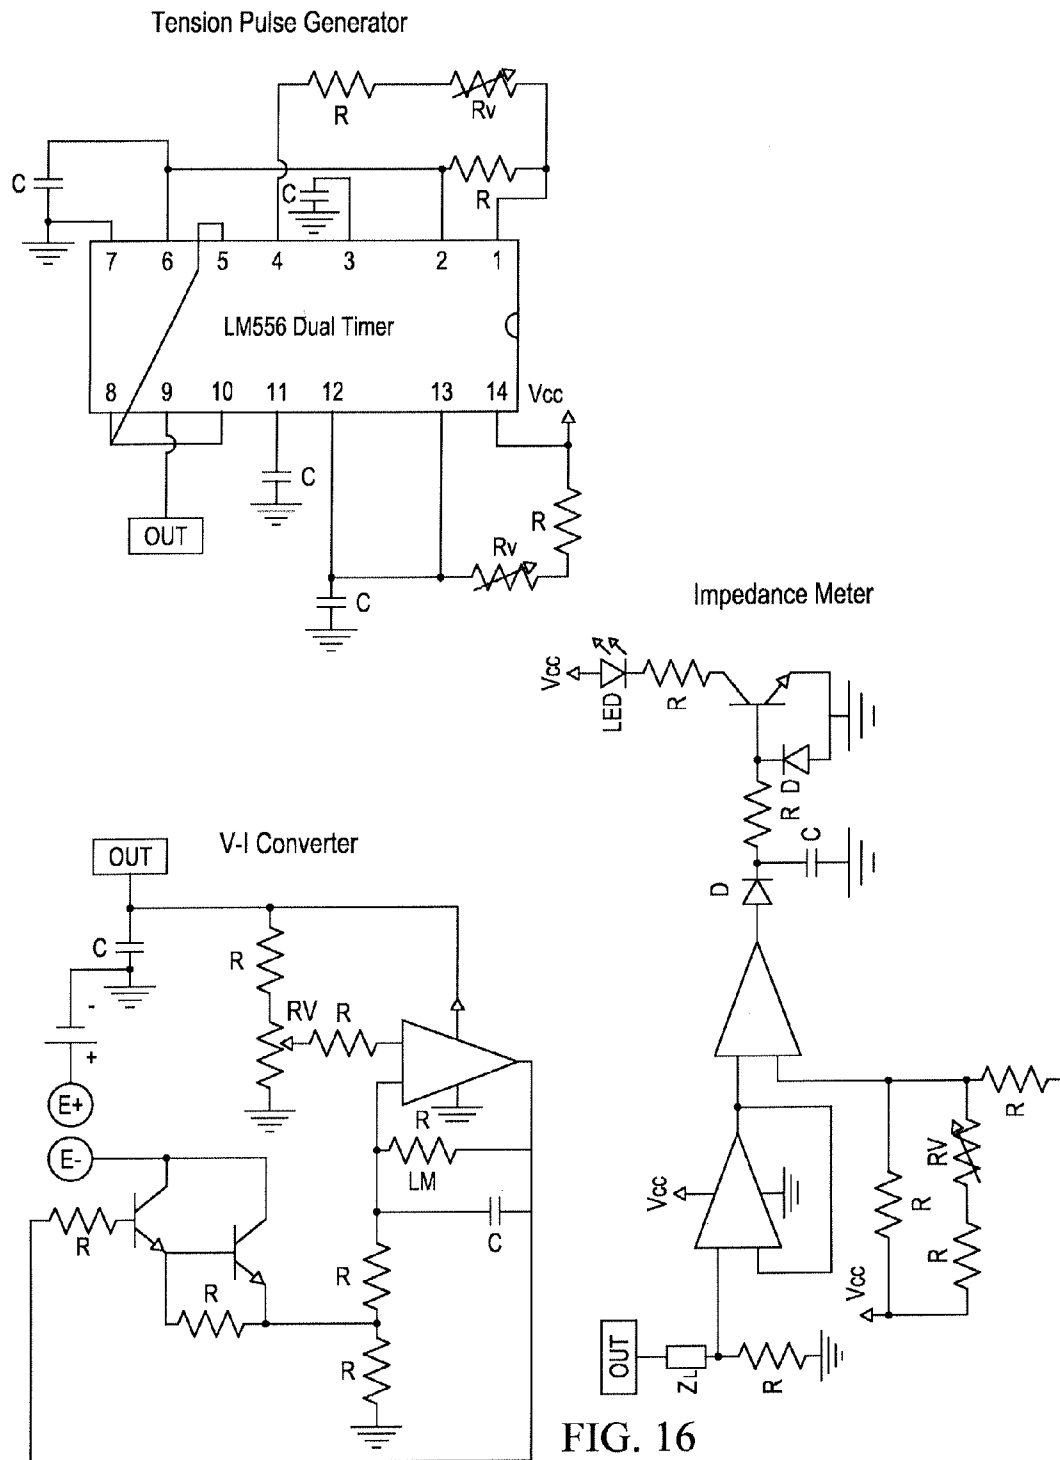 Tension Pulse Generator
R
Rv
C
R
C
7 6 5 4 3 2 1
LM556 Dual Timer
8 9 10 11 12 13 14
Vcc
C
R
OUT
Rv
C
Impedance Meter
Vcc
LED
R
D
R
C
D
Vcc
RV
R
R
R
Vcc
OUT
ZL
R
V-I Converter
OUT
C
R
-
RV
R
+
E+
E-
R
LM
R
C
R
R
R
FIG. 16